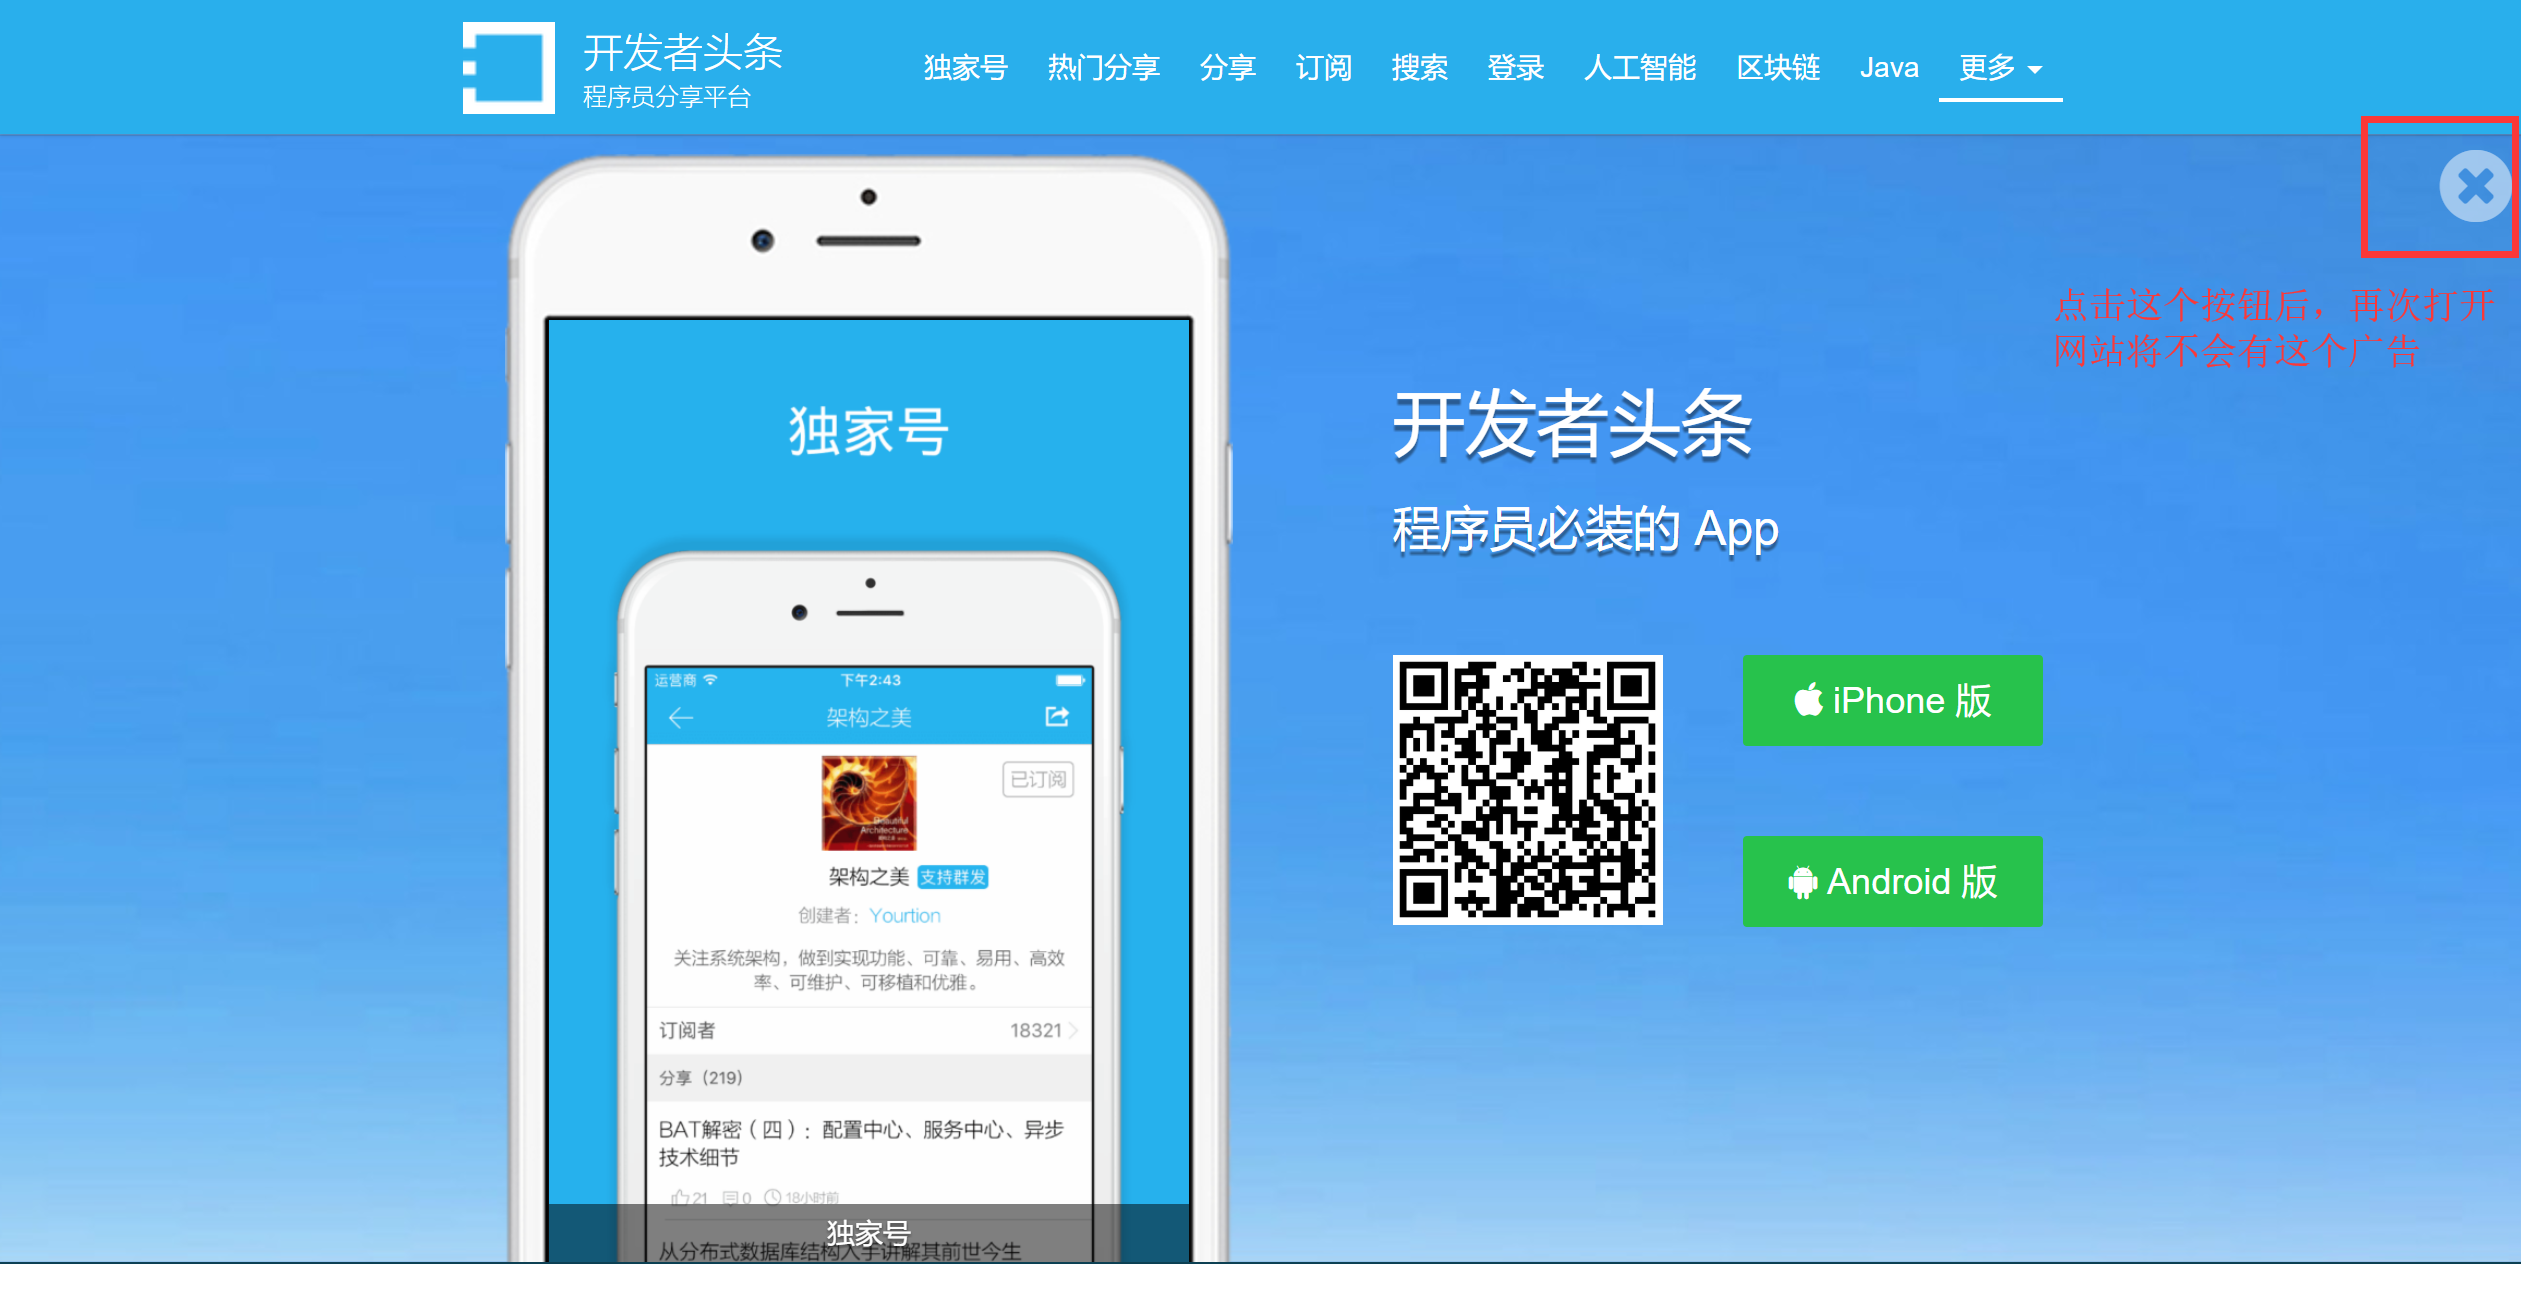 开发者头条
程序员分享平台
独家号 热门分享 分享 订阅 搜索 登录 人工智能 区块链 Java 更多
点击这个按钮后，再次打开
网站将不会有这个广告
独家号
开发者头条
程序员必装的 App
iPhone 版
Android 版
运营商 下午2:43
架构之美
已订阅
Beautiful
Architecture
架构之美 支持群发
创建者：Yourtion
关注系统架构，做到实现功能、可靠、易用、高效
率、可维护、可移植和优雅。
订阅者 18321
分享（219）
BAT解密（四）：配置中心、服务中心、异步
技术细节
21 0 18小时前
独家号
从分布式数据库结构入手讲解其前世今生